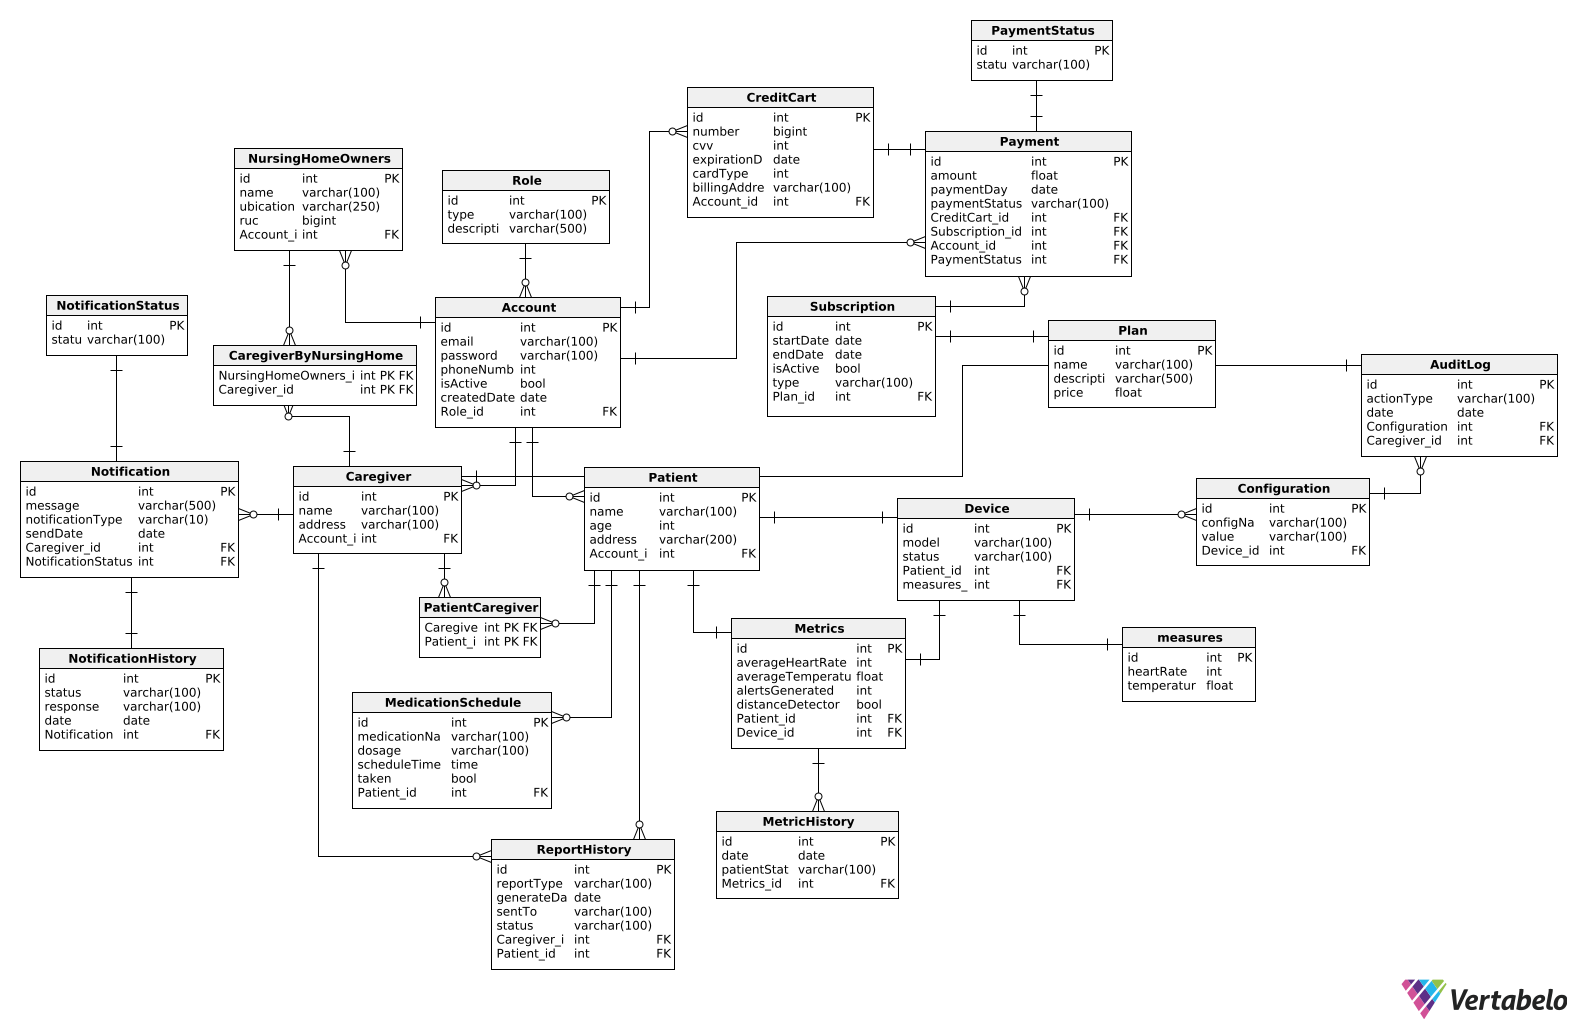 PaymentStatus
id int PK
statu varchar(100)
CreditCart
id int PK
number bigint
cvv int
expirationD date
cardType int
billingAddre varchar(100)
Account_id int FK
Payment
id int PK
amount float
paymentDay date
paymentStatus varchar(100)
CreditCart_id int FK
Subscription_id int FK
Account_id int FK
PaymentStatus int FK
NursingHomeOwners
id int PK
name varchar(100)
ubication varchar(250)
ruc bigint
Account_i int FK
Role
id int PK
type varchar(100)
descripti varchar(500)
NotificationStatus
id int PK
statu varchar(100)
Account
id int PK
email varchar(100)
password varchar(100)
phoneNumb int
isActive bool
createdDate date
Role_id int FK
Subscription
id int PK
startDate date
endDate date
isActive bool
type varchar(100)
Plan_id int FK
Plan
id int PK
name varchar(100)
descripti varchar(500)
price float
CaregiverByNursingHome
NursingHomeOwners_i int PK FK
Caregiver_id int PK FK
AuditLog
id int PK
actionType varchar(100)
date date
Configuration int FK
Caregiver_id int FK
Notification
id int PK
message varchar(500)
notificationType varchar(10)
sendDate date
Caregiver_id int FK
NotificationStatus int FK
Caregiver
id int PK
name varchar(100)
address varchar(100)
Account_i int FK
Patient
id int PK
name varchar(100)
age int
address varchar(200)
Account_i int FK
Device
id int PK
model varchar(100)
status varchar(100)
Patient_id int FK
measures_ int FK
Configuration
id int PK
configNa varchar(100)
value varchar(100)
Device_id int FK
PatientCaregiver
Caregive int PK FK
Patient_i int PK FK
Metrics
id int PK
averageHeartRate int
averageTemperatu float
alertsGenerated int
distanceDetector bool
Patient_id int FK
Device_id int FK
measures
id int PK
heartRate int
temperatur float
NotificationHistory
id int PK
status varchar(100)
response varchar(100)
date date
Notification int FK
MedicationSchedule
id int PK
medicationNa varchar(100)
dosage varchar(100)
scheduleTime time
taken bool
Patient_id int FK
MetricHistory
id int PK
date date
patientStat varchar(100)
Metrics_id int FK
ReportHistory
id int PK
reportType varchar(100)
generateDa date
sentTo varchar(100)
status varchar(100)
Caregiver_i int FK
Patient_id int FK
Vertabelo